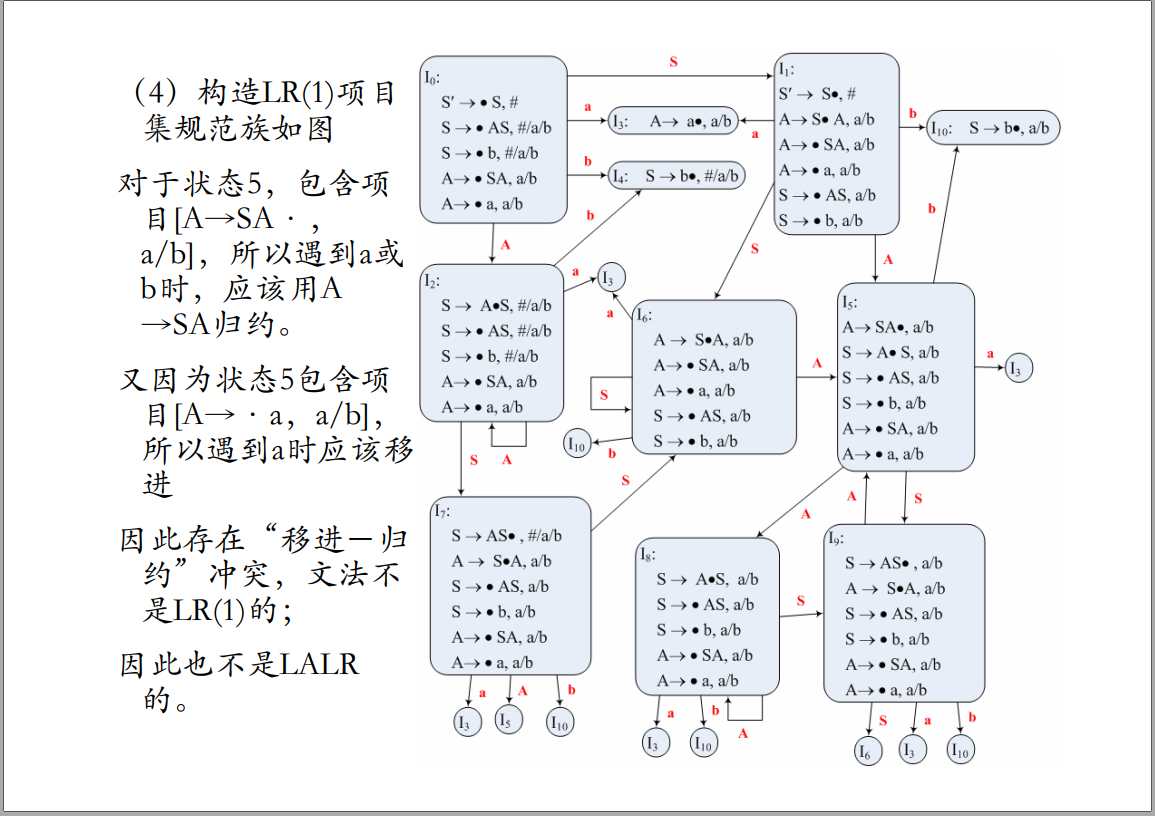 (4) 构造LR(1)项目
集规范族如图
对于状态5，包含项
目[A→SA·，
a/b]，所以遇到a或
b时，应该用A
→SA归约。
又因为状态5包含项
目[A→·a，a/b]，
所以遇到a时应该移
进
因此存在“移进－归
约”冲突，文法不
是LR(1)的；
因此也不是LALR
的。
I0:
S′ → • S, #
S → • AS, #/a/b
S → • b, #/a/b
A → • SA, a/b
A → • a, a/b
S
a
b
A
I3: A → a•, a/b
a
I4: S → b•, #/a/b
I1:
S′ → S•, #
A → S• A, a/b
A → • SA, a/b
A → • a, a/b
S → • AS, a/b
S → • b, a/b
b
S
A
I10: S → b•, a/b
b
I2:
S → A•S, #/a/b
S → • AS, #/a/b
S → • b, #/a/b
A → • SA, a/b
A → • a, a/b
b
a
I3
a
S
A
I6:
A → S•A, a/b
A → • SA, a/b
A → • a, a/b
S → • AS, a/b
S → • b, a/b
S
A
I10
b
I5:
A → SA•, a/b
S → A• S, a/b
S → • AS, a/b
S → • b, a/b
A → • SA, a/b
A → • a, a/b
a
I3
A
A
S
I7:
S → AS• , #/a/b
A → S•A, a/b
S → • AS, a/b
S → • b, a/b
A → • SA, a/b
A → • a, a/b
S
a
A
b
I3
I5
I10
I8:
S → A•S, a/b
S → • AS, a/b
S → • b, a/b
A → • SA, a/b
A → • a, a/b
S
a
b
A
I3
I10
I9:
S → AS• , a/b
A → S•A, a/b
S → • AS, a/b
S → • b, a/b
A → • SA, a/b
A → • a, a/b
S
a
b
I6
I3
I10